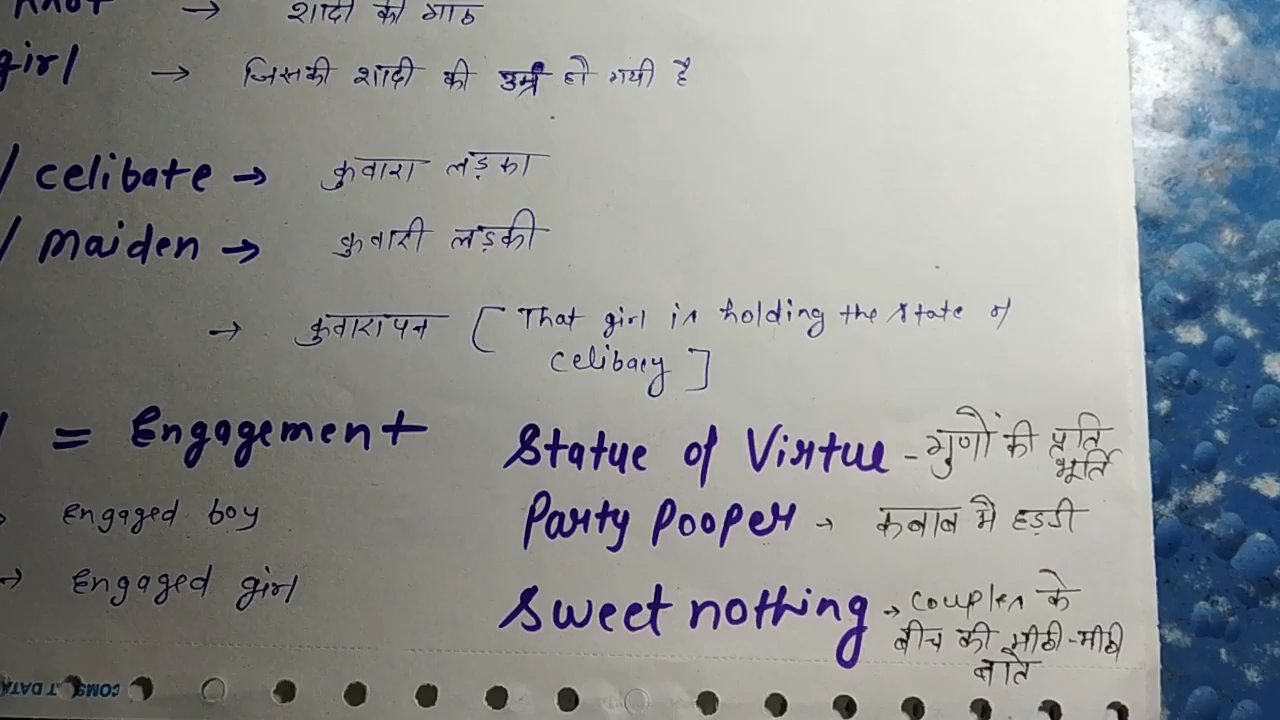 knot → शादी की गाठ
girl → जिसकी शादी की उम्र हो गयी है
/ celibate → कुवारा लड़का
/ maiden → कुवारी लड़की
→ कुवारापन [ That girl is holding the state of
celibacy ]
= Engagement
engaged boy
→ Engaged girl
Statue of Virtue - गुणों की प्रति
मूर्ति
Party Pooper → कबाब मै हड्डी
Sweet nothing → couples के
बीच की मीठी-मीठी
बाते